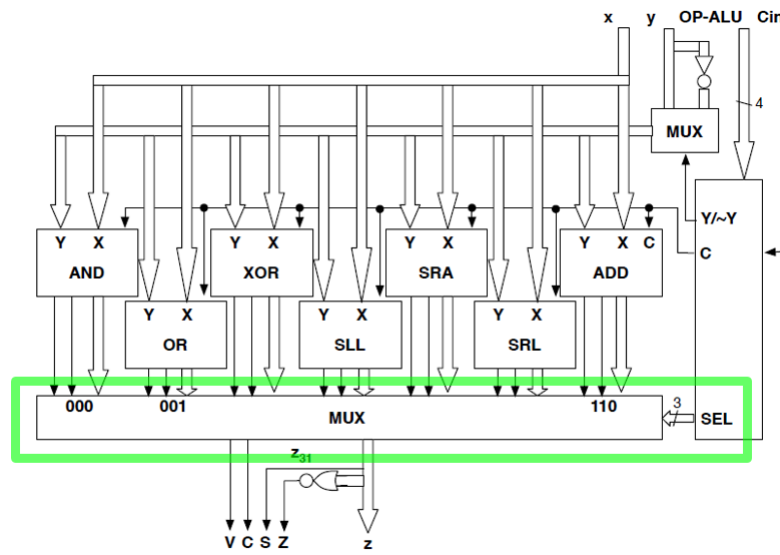 x y OP-ALU Cin
4
MUX
Y/~Y
Y X Y X Y X Y X C
C
AND XOR SRA ADD
Y X Y X Y X
OR SLL SRL
000 001 110 3
MUX SEL
z31
V C S Z z